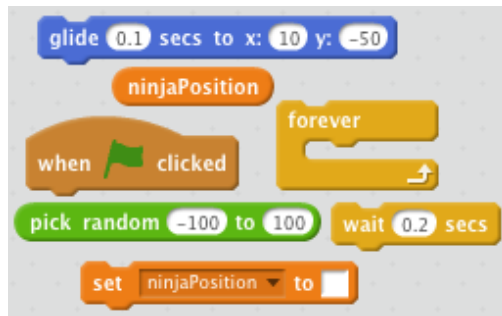 glide 0.1 secs to x: 10 y: -50
ninjaPosition
forever
when clicked
pick random -100 to 100
wait 0.2 secs
set ninjaPosition to